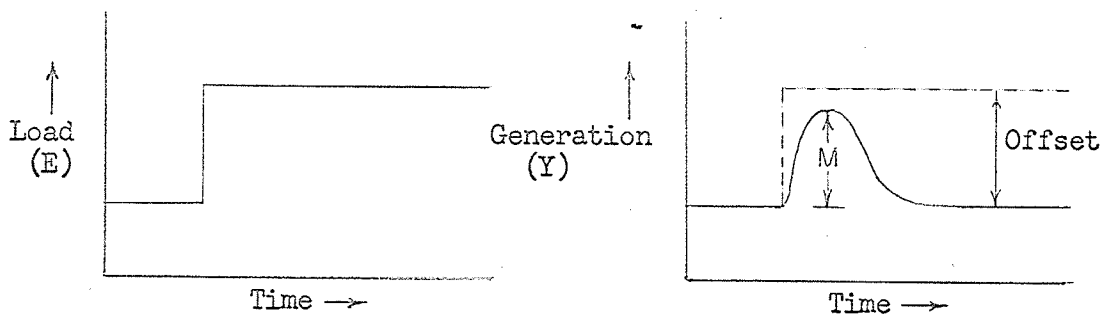 Load
(E)
Time
Generation
(Y)
M
Offset
Time